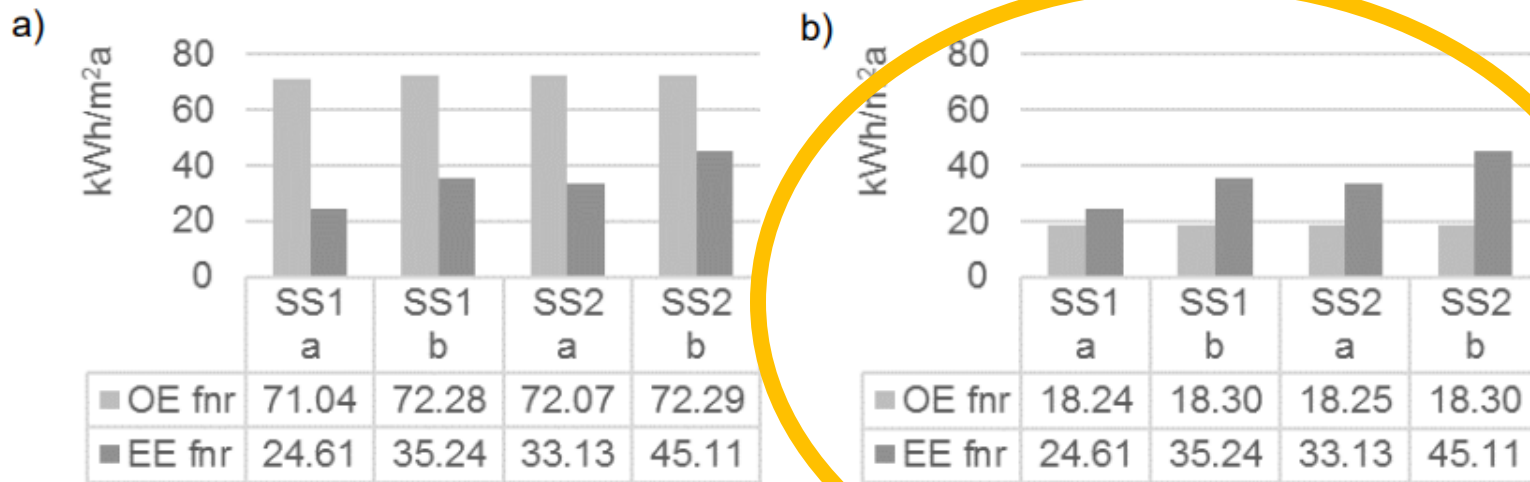 a)
kWh/m²a
80
60
40
20
0
SS1 a SS1 b SS2 a SS2 b
OE fnr 71.04 72.28 72.07 72.29
EE fnr 24.61 35.24 33.13 45.11
b)
kWh/m²a
80
60
40
20
0
SS1 a SS1 b SS2 a SS2 b
OE fnr 18.24 18.30 18.25 18.30
EE fnr 24.61 35.24 33.13 45.11